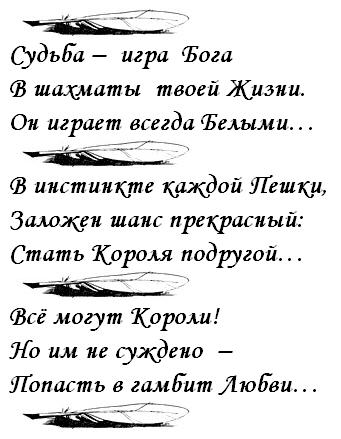 Судьба – игра Бога
В шахматы твоей Жизни.
Он играет всегда Белыми...
В инстинкте каждой Пешки,
Заложен шанс прекрасный:
Стать Короля подругой...
Всё могут Короли!
Но им не суждено –
Попасть в гамбит Любви...